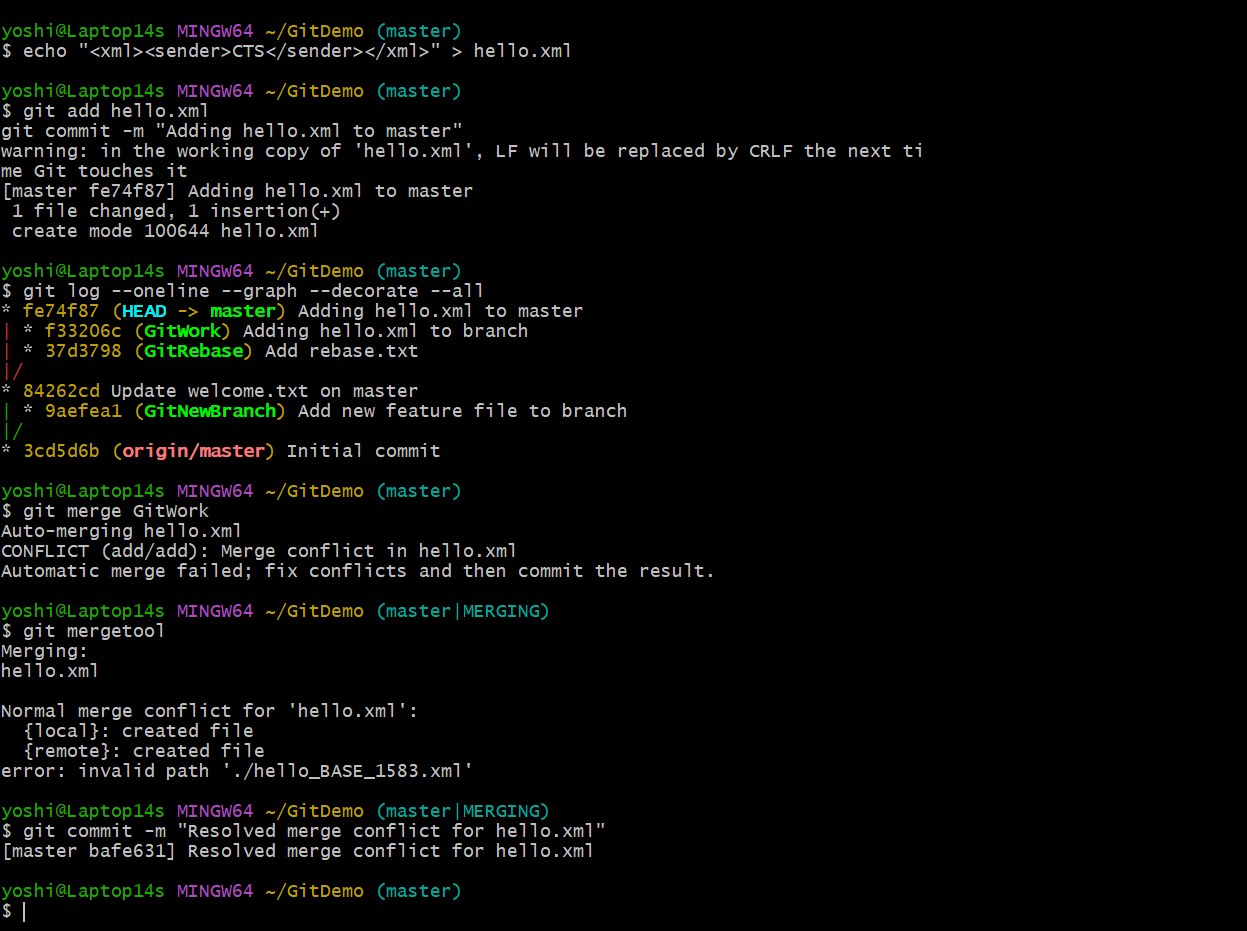 yoshi@Laptop14s MINGW64 ~/GitDemo (master)
$ echo "<xml><sender>CTS</sender></xml>" > hello.xml
yoshi@Laptop14s MINGW64 ~/GitDemo (master)
$ git add hello.xml
git commit -m "Adding hello.xml to master"
warning: in the working copy of 'hello.xml', LF will be replaced by CRLF the next ti
me Git touches it
[master fe74f87] Adding hello.xml to master
 1 file changed, 1 insertion(+)
 create mode 100644 hello.xml
yoshi@Laptop14s MINGW64 ~/GitDemo (master)
$ git log --oneline --graph --decorate --all
* fe74f87 (HEAD -> master) Adding hello.xml to master
| * f33206c (GitWork) Adding hello.xml to branch
| * 37d3798 (GitRebase) Add rebase.txt
|/
* 84262cd Update welcome.txt on master
| * 9aefea1 (GitNewBranch) Add new feature file to branch
|/
* 3cd5d6b (origin/master) Initial commit
yoshi@Laptop14s MINGW64 ~/GitDemo (master)
$ git merge GitWork
Auto-merging hello.xml
CONFLICT (add/add): Merge conflict in hello.xml
Automatic merge failed; fix conflicts and then commit the result.
yoshi@Laptop14s MINGW64 ~/GitDemo (master|MERGING)
$ git mergetool
Merging:
hello.xml
Normal merge conflict for 'hello.xml':
  {local}: created file
  {remote}: created file
error: invalid path './hello_BASE_1583.xml'
yoshi@Laptop14s MINGW64 ~/GitDemo (master|MERGING)
$ git commit -m "Resolved merge conflict for hello.xml"
[master bafe631] Resolved merge conflict for hello.xml
yoshi@Laptop14s MINGW64 ~/GitDemo (master)
$